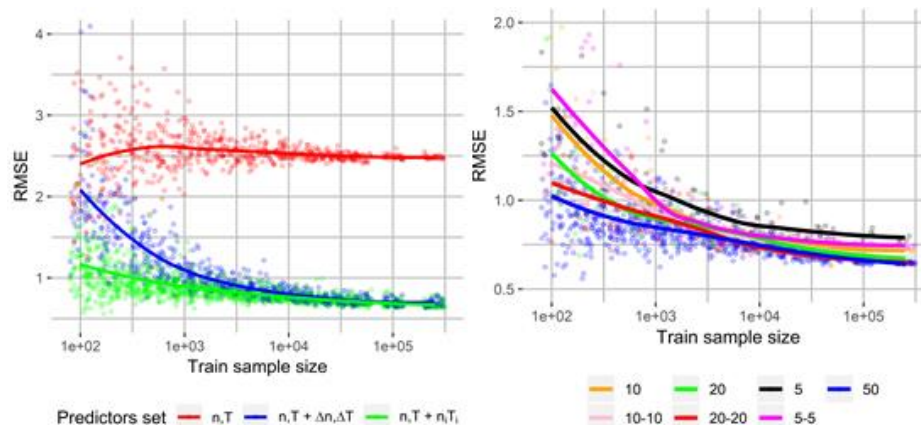 4
3
2
1
RMSE
1e+02 1e+03 1e+04 1e+05
Train sample size
Predictors set n,T n,T + Δn,ΔT n,T + nᵢTᵢ
2.0
1.5
1.0
0.5
RMSE
1e+02 1e+03 1e+04 1e+05
Train sample size
10 20 5 50
10-10 20-20 5-5